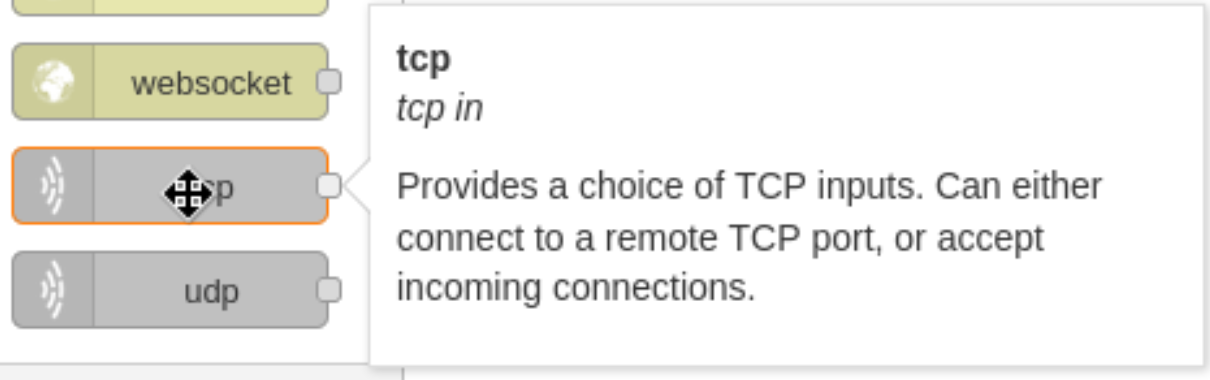 websocket
udp
tcp
tcp in
Provides a choice of TCP inputs. Can either
connect to a remote TCP port, or accept
incoming connections.